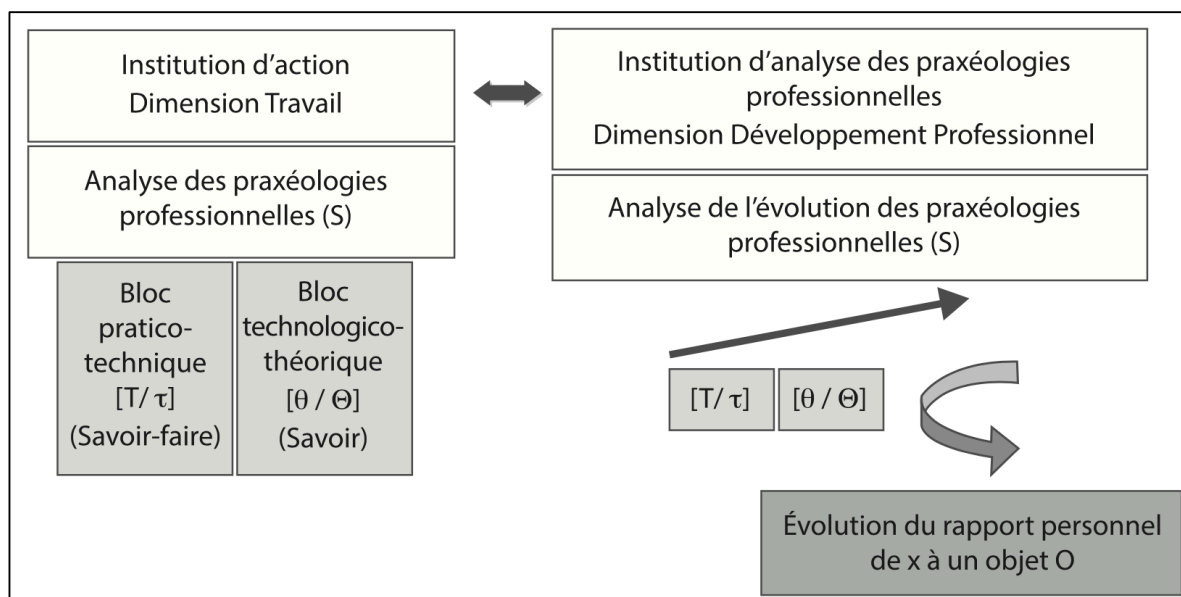 Institution d’action
Dimension Travail
Analyse des praxéologies
professionnelles (S)
Bloc
pratico-
technique
[T/ τ]
(Savoir-faire)
Bloc
technologico-
théorique
[θ / Θ]
(Savoir)
Institution d’analyse des praxéologies
professionnelles
Dimension Développement Professionnel
Analyse de l’évolution des praxéologies
professionnelles (S)
[T/ τ]
[θ / Θ]
Évolution du rapport personnel
de x à un objet O